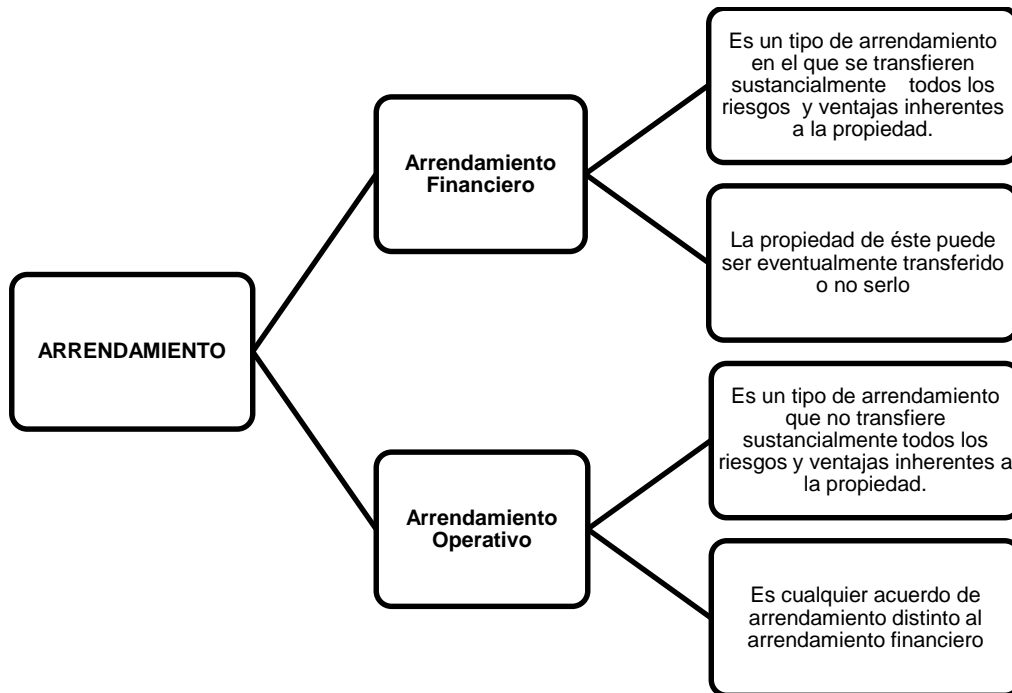 ARRENDAMIENTO
Arrendamiento
Financiero
Es un tipo de arrendamiento
en el que se transfieren
sustancialmente todos los
riesgos y ventajas inherentes
a la propiedad.
La propiedad de éste puede
ser eventualmente transferido
o no serlo
Arrendamiento
Operativo
Es un tipo de arrendamiento
que no transfiere
sustancialmente todos los
riesgos y ventajas inherentes a
la propiedad.
Es cualquier acuerdo de
arrendamiento distinto al
arrendamiento financiero